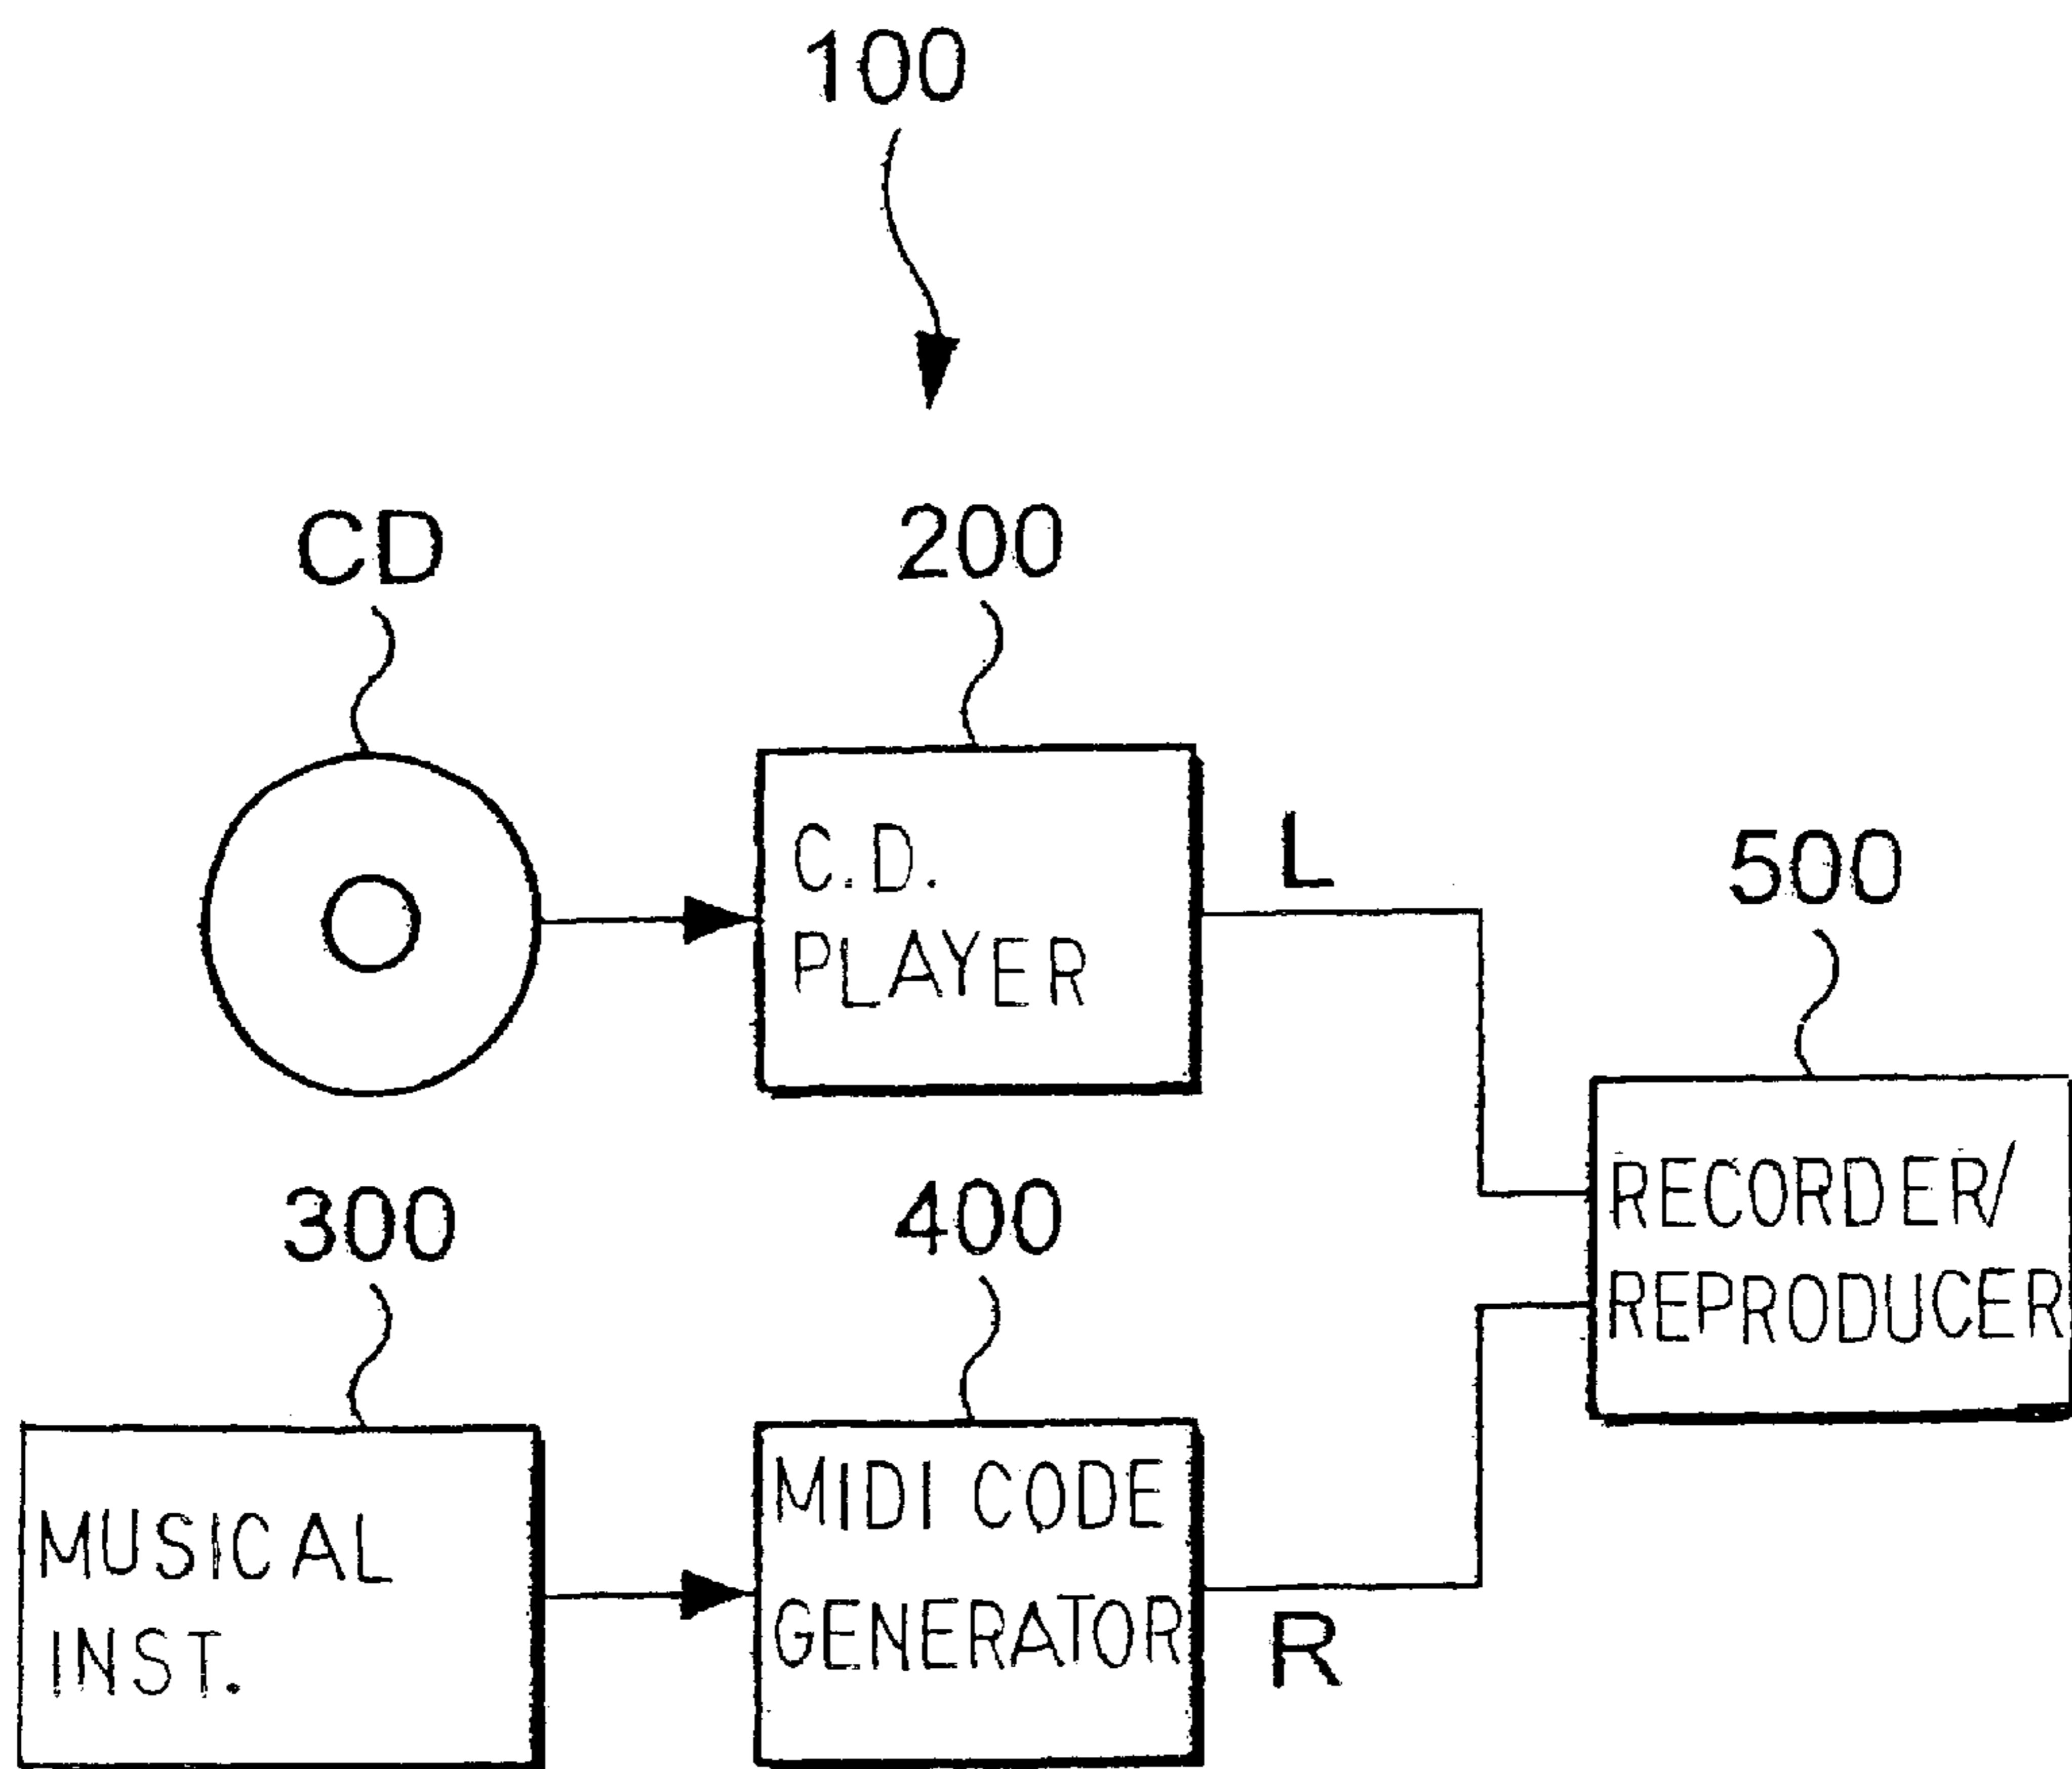 100
CD
200
C.D.
PLAYER
L
500
RECORDER/
REPRODUCER
300
400
MUSICAL
INST.
MIDI CODE
GENERATOR
R